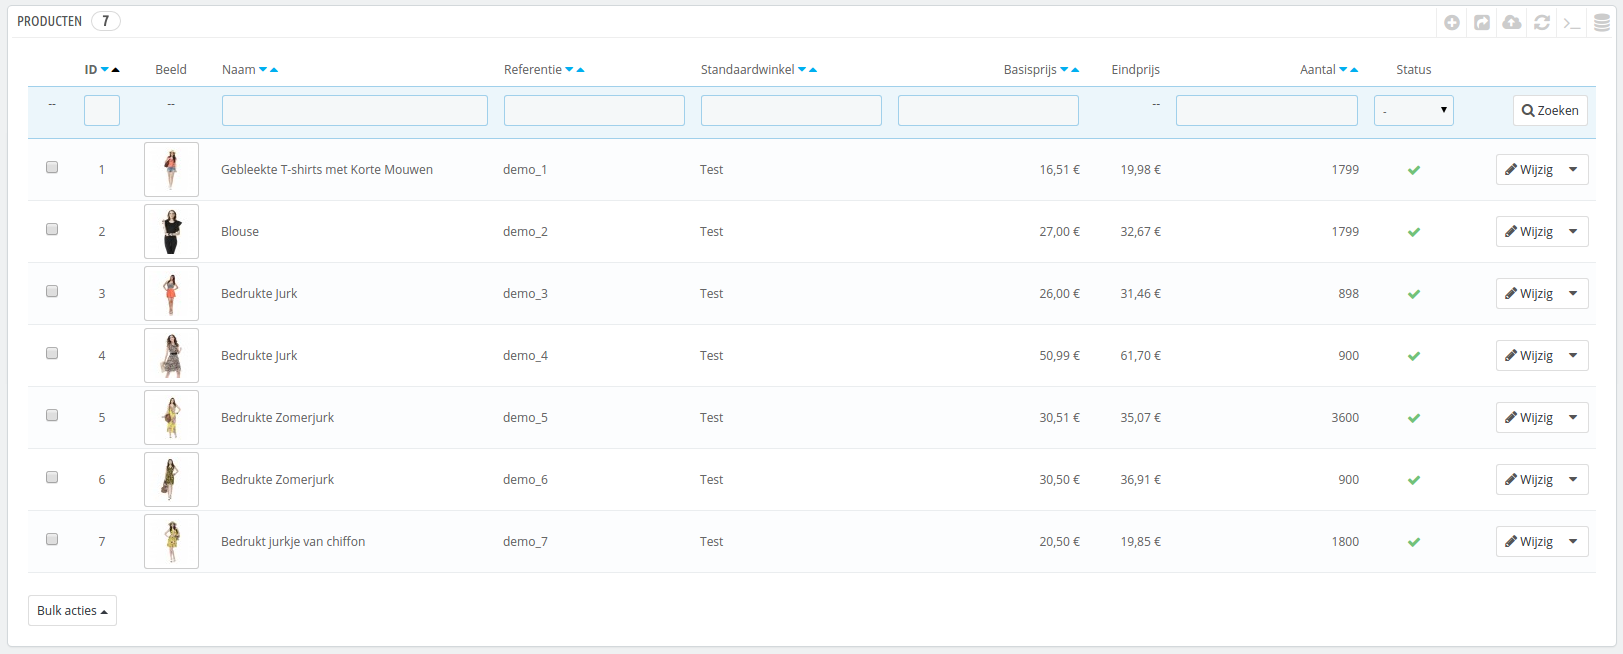 PRODUCTEN 7
ID Beeld Naam Referentie Standaardwinkel Basisprijs Eindprijs Aantal Status
-- -- -- - Zoeken
1 Gebleekte T-shirts met Korte Mouwen demo_1 Test 16,51 € 19,98 € 1799 Wijzig
2 Blouse demo_2 Test 27,00 € 32,67 € 1799 Wijzig
3 Bedrukte Jurk demo_3 Test 26,00 € 31,46 € 898 Wijzig
4 Bedrukte Jurk demo_4 Test 50,99 € 61,70 € 900 Wijzig
5 Bedrukte Zomerjurk demo_5 Test 30,51 € 35,07 € 3600 Wijzig
6 Bedrukte Zomerjurk demo_6 Test 30,50 € 36,91 € 900 Wijzig
7 Bedrukt jurkje van chiffon demo_7 Test 20,50 € 19,85 € 1800 Wijzig
Bulk acties